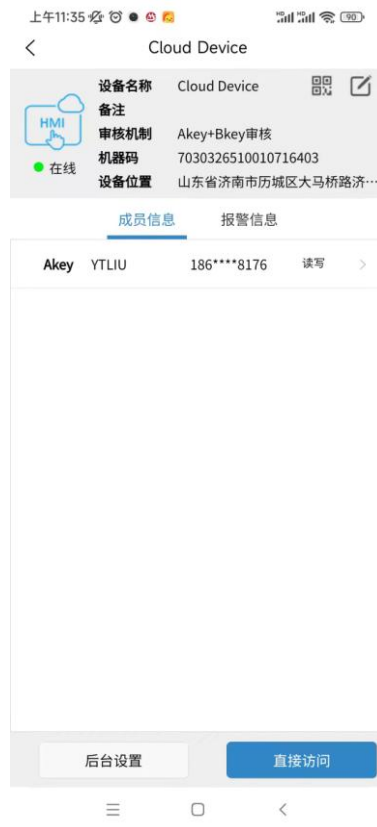 上午11:35
HD HD 90
Cloud Device
HMI
在线
设备名称 Cloud Device
备注
审核机制 Akey+Bkey审核
机器码 7030326510010716403
设备位置 山东省济南市历城区大马桥路济…
成员信息 报警信息
Akey YTLIU 186****8176 读写
后台设置 直接访问